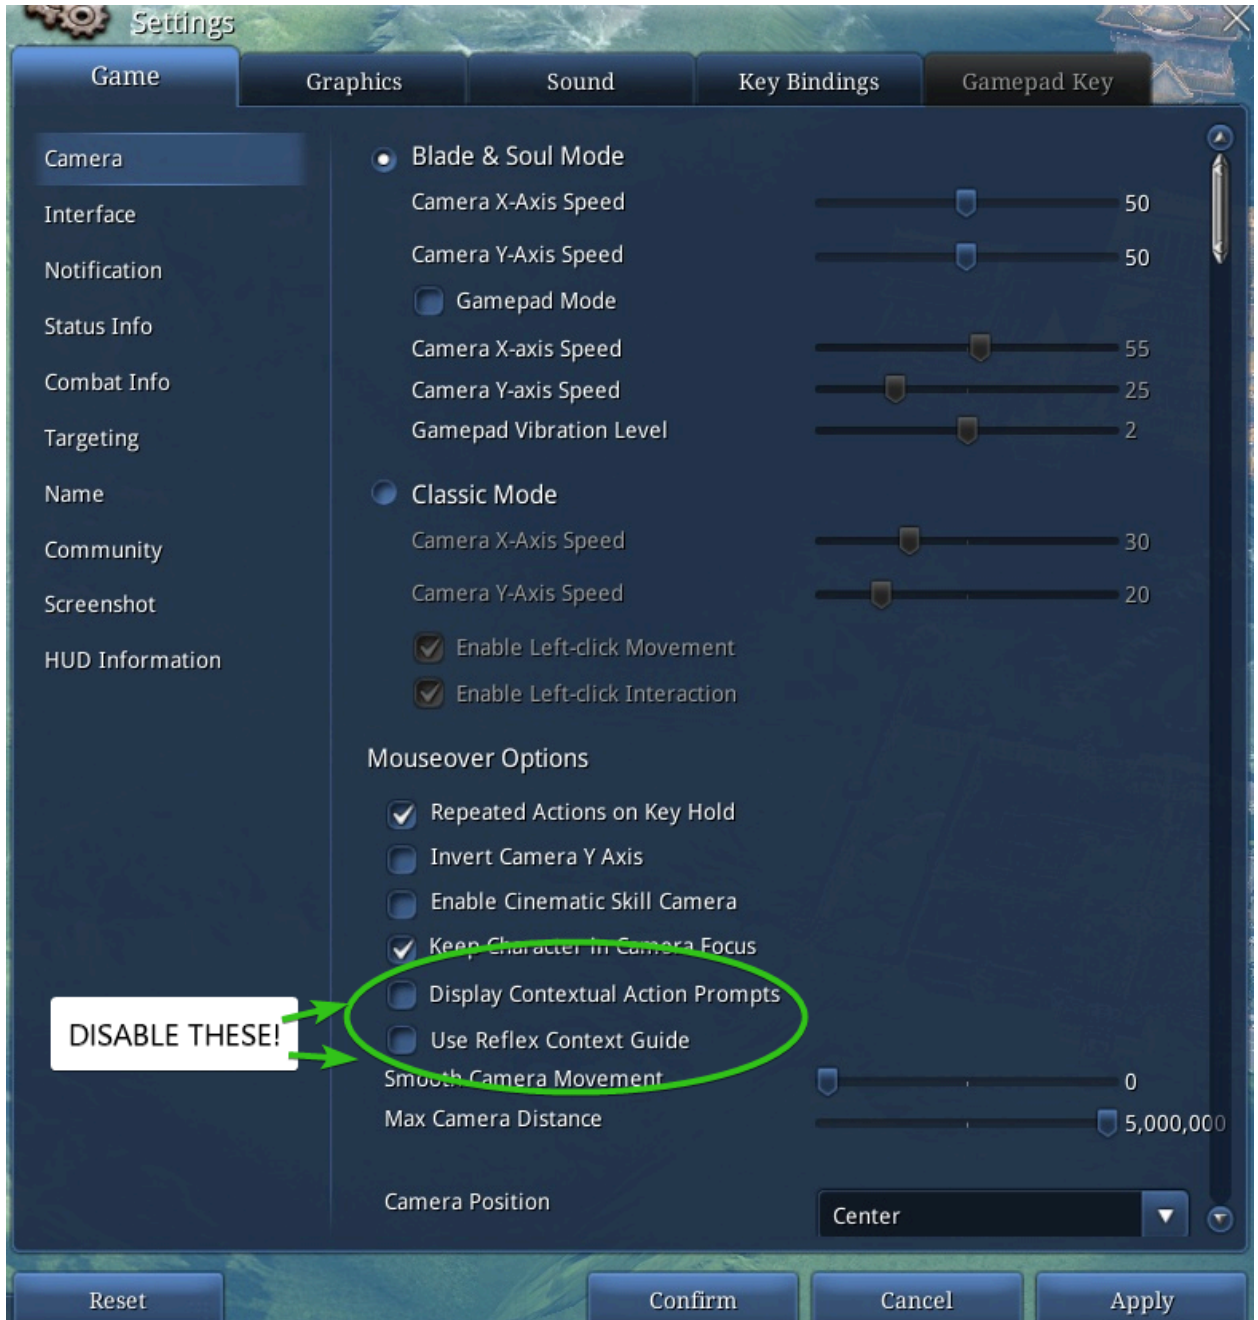 Settings
Game
Graphics
Sound
Key Bindings
Gamepad Key
Camera
Interface
Notification
Status Info
Combat Info
Targeting
Name
Community
Screenshot
HUD Information
Blade & Soul Mode
Camera X-Axis Speed 50
Camera Y-Axis Speed 50
Gamepad Mode
Camera X-axis Speed 55
Camera Y-axis Speed 25
Gamepad Vibration Level 2
Classic Mode
Camera X-Axis Speed 30
Camera Y-Axis Speed 20
Enable Left-click Movement
Enable Left-click Interaction
Mouseover Options
Repeated Actions on Key Hold
Invert Camera Y Axis
Enable Cinematic Skill Camera
Keep Character in Camera Focus
Display Contextual Action Prompts
Use Reflex Context Guide
DISABLE THESE!
Smooth Camera Movement 0
Max Camera Distance 5,000,000
Camera Position Center
Reset
Confirm
Cancel
Apply